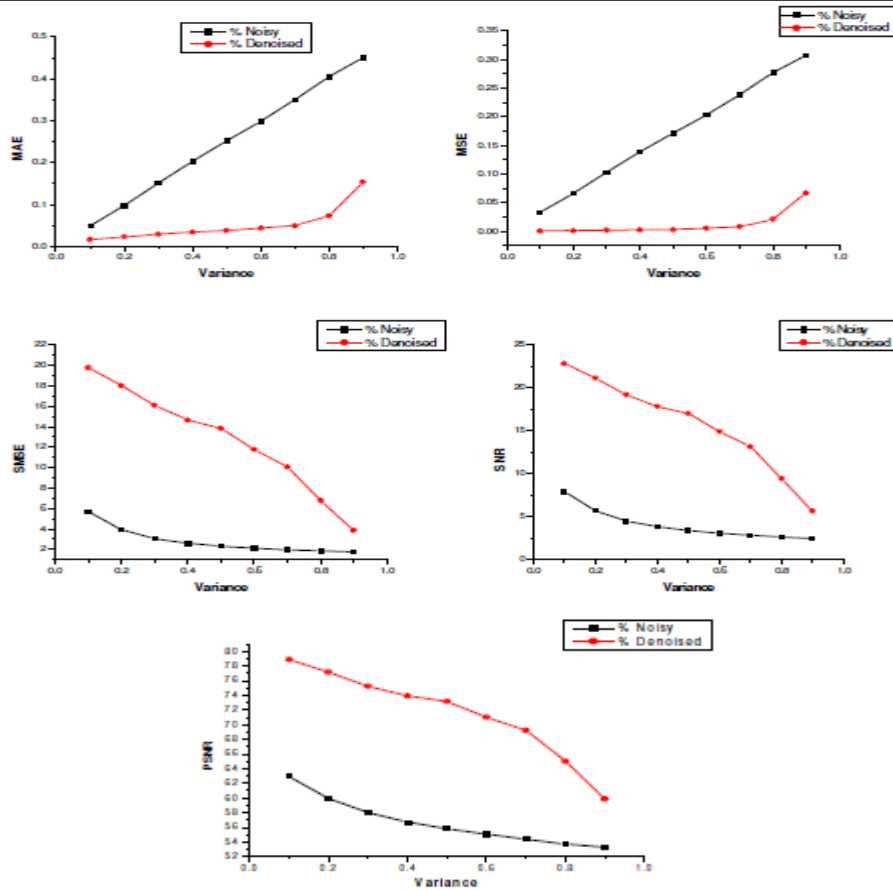 % Noisy
% Denoised
0.5
0.4
0.3
0.2
0.1
0.0
MAE
0.0 0.2 0.4 0.6 0.8 1.0
Variance
% Noisy
% Denoised
0.35
0.30
0.25
0.20
0.15
0.10
0.05
0.00
MSE
0.0 0.2 0.4 0.6 0.8 1.0
Variance
% Noisy
% Denoised
22
20
18
16
14
12
10
8
6
4
2
SMSE
0.0 0.2 0.4 0.6 0.8 1.0
Variance
% Noisy
% Denoised
25
20
15
10
5
0
SNR
0.0 0.2 0.4 0.6 0.8 1.0
Variance
% Noisy
% Denoised
80
78
76
74
72
70
68
66
64
62
60
58
56
54
52
PSNR
0.0 0.2 0.4 0.6 0.8 1.0
Variance